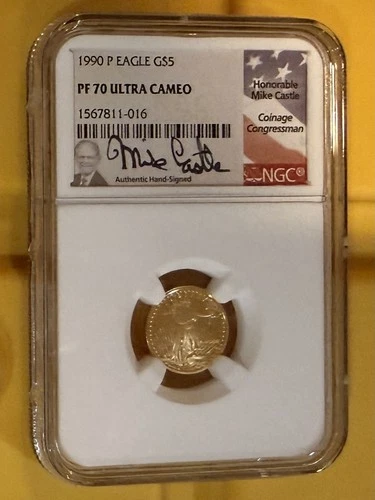 1990 P EAGLE G$5
PF 70 ULTRA CAMEO
1567811-016
Honorable
Mike Castle
Coinage
Congressman
Mike Castle
Authentic Hand-Signed
NGC®